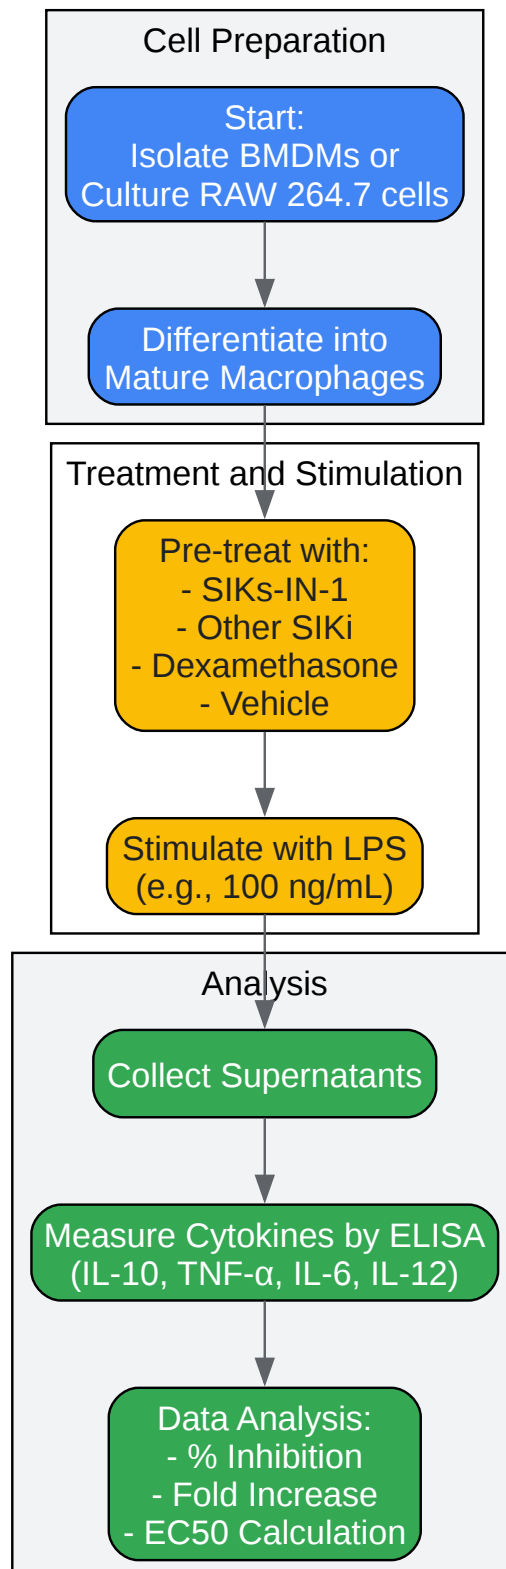 Cell Preparation
Start:
Isolate BMDMs or
Culture RAW 264.7 cells
Differentiate into
Mature Macrophages
Treatment and Stimulation
Pre-treat with:
- SIKs-IN-1
- Other SIKi
- Dexamethasone
- Vehicle
Stimulate with LPS
(e.g., 100 ng/mL)
Analysis
Collect Supernatants
Measure Cytokines by ELISA
(IL-10, TNF-α, IL-6, IL-12)
Data Analysis:
- % Inhibition
- Fold Increase
- EC50 Calculation